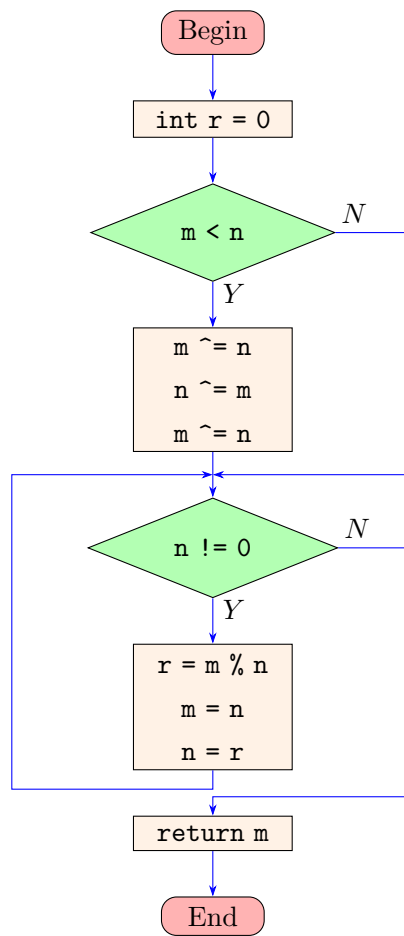 Begin
int r = 0
m < n
N
Y
m ^= n
n ^= m
m ^= n
n != 0
N
Y
r = m % n
m = n
n = r
return m
End